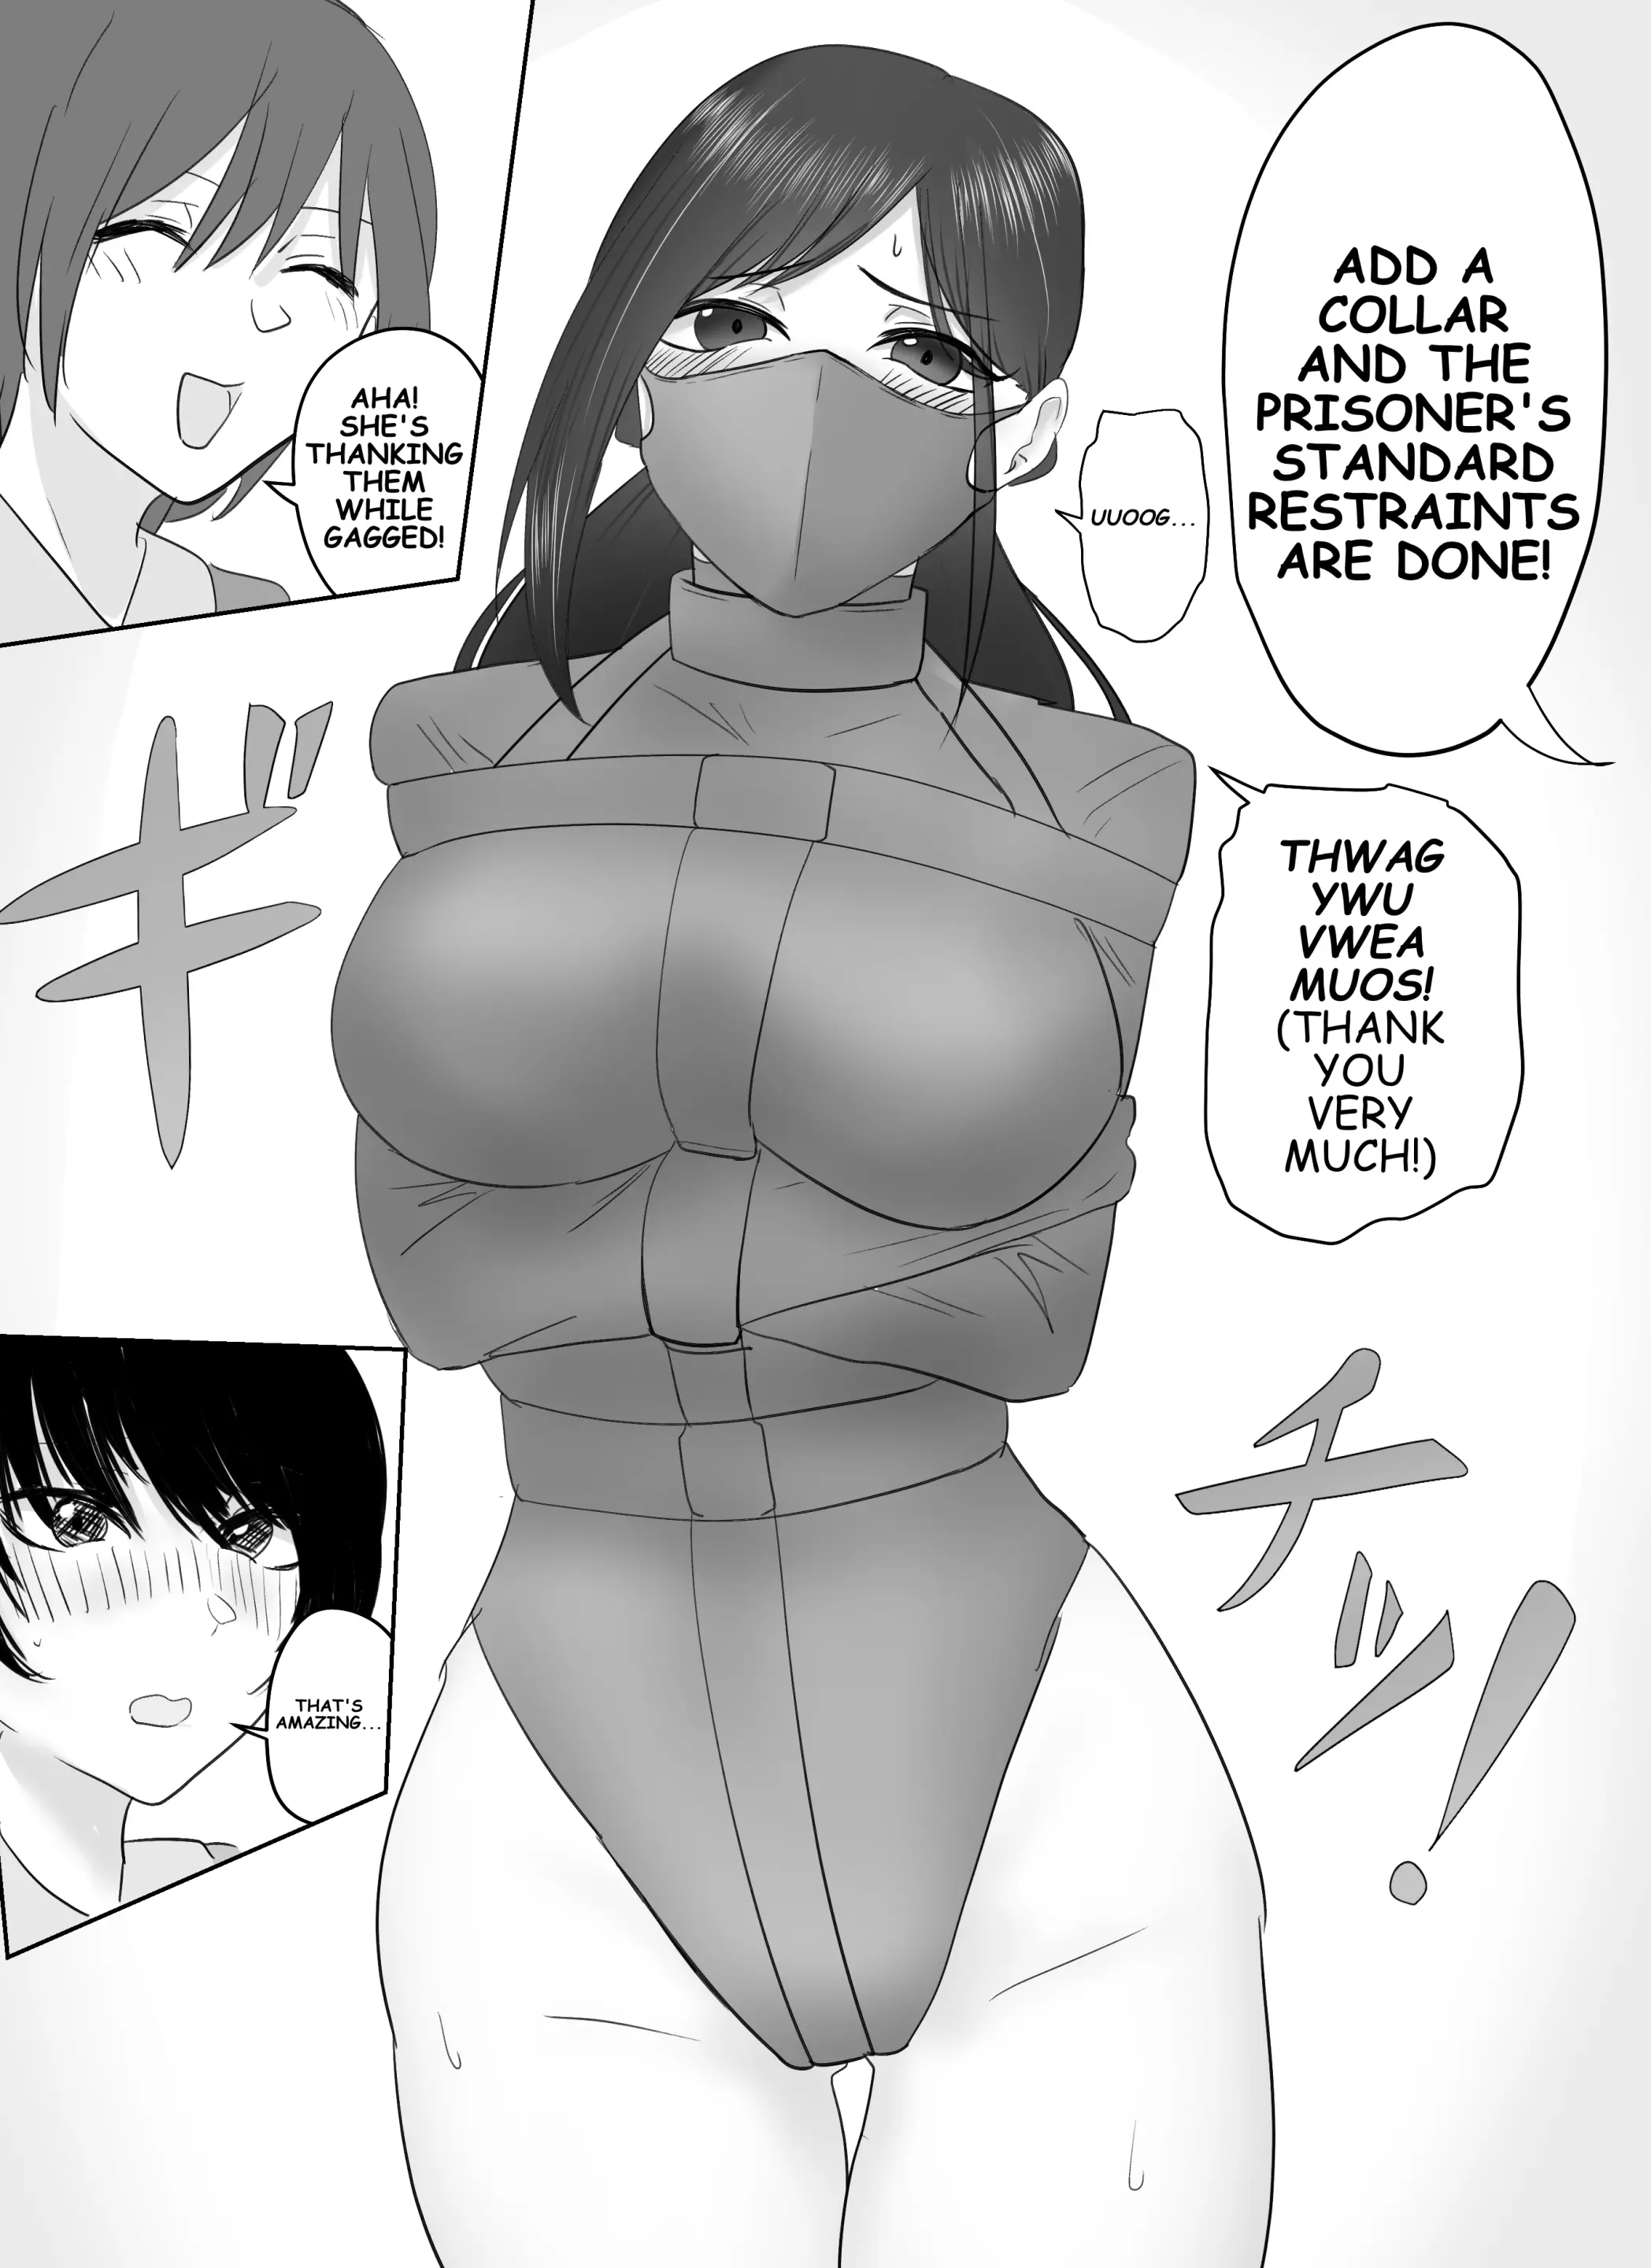 ADD A
COLLAR
AND THE
PRISONER'S
STANDARD
RESTRAINTS
ARE DONE!
UUOOG...
AHA!
SHE'S
THANKING
THEM
WHILE
GAGGED!
THWAG
YWU
VWEA
MUOS!
(THANK
YOU
VERY
MUCH!)
ギ
チッ!
THAT'S
AMAZING...